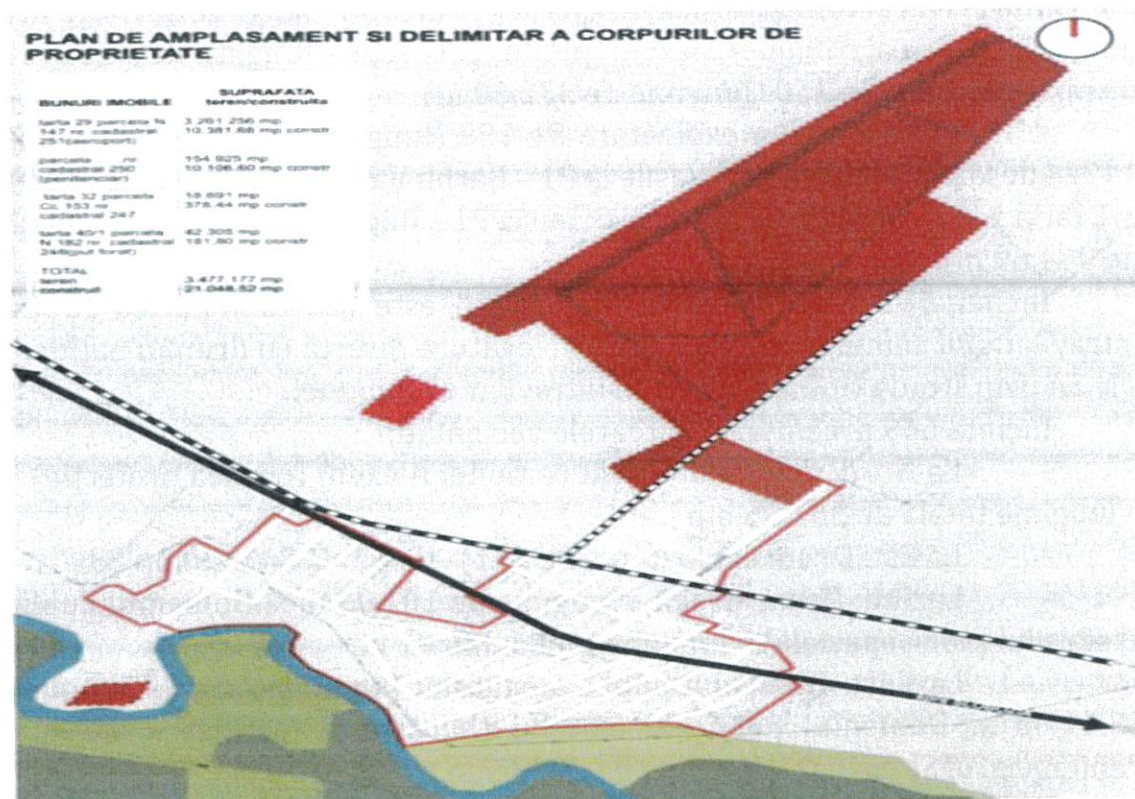 PLAN DE AMPLASAMENT SI DELIMITAR A CORPURILOR DE
PROPRIETATE
BUNURI IMOBILE
SUPRAFATA
teren/construita
tarla 29 parcela N
147 nr. cadastral
251(aeroport)
3.261.256 mp
10.381.68 mp constr
parcela nr.
cadastral 250
(penitenciar)
154.925 mp
10.106,60 mp constr
tarla 32 parcela
Cc 153 nr
cadastral 247
18.691 mp
378.44 mp constr
tarla 40/1 parcela
N 182 nr. cadastral
248(put forat)
42.305 mp
181,80 mp constr
TOTAL
teren
construit
3.477.177 mp
21.048,52 mp